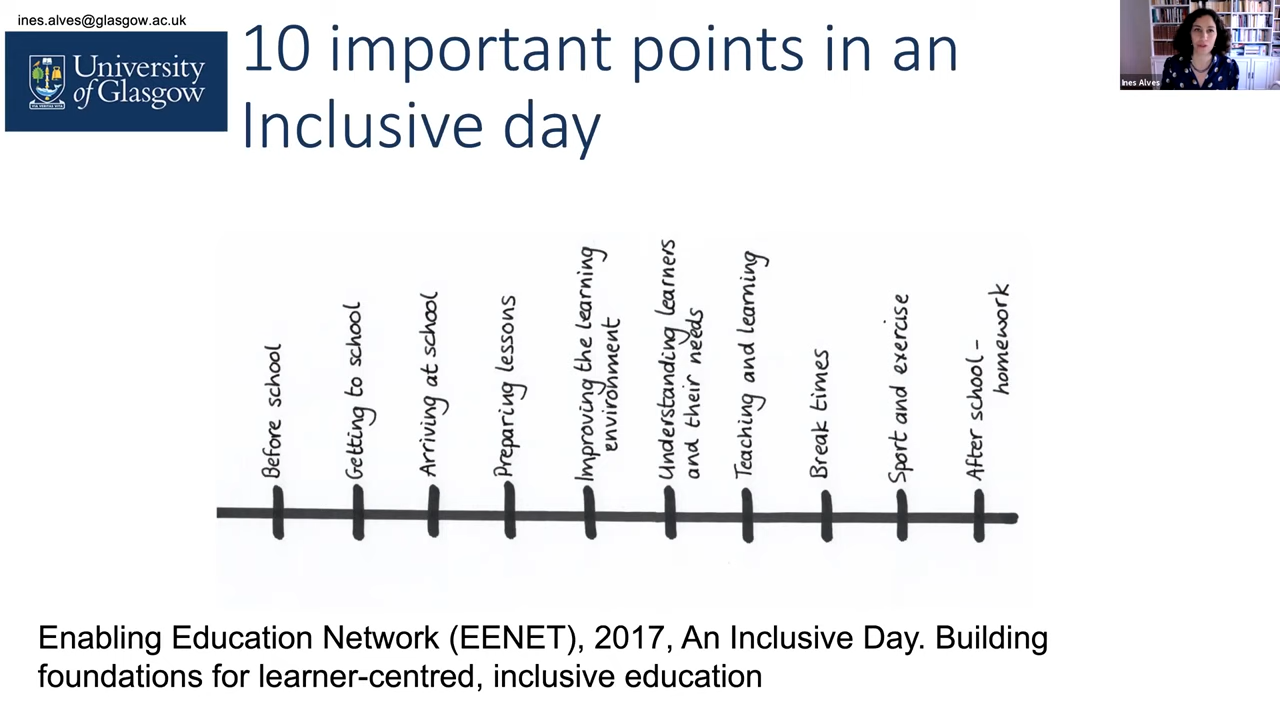 ines.alves@glasgow.ac.uk
University
of Glasgow
10 important points in an
Inclusive day
Ines Alves
Before school
Getting to school
Arriving at school
Preparing lessons
Improving the learning
environment
Understanding learners
and their needs
Teaching and learning
Break times
Sport and exercise
After school -
homework
Enabling Education Network (EENET), 2017, An Inclusive Day. Building
foundations for learner-centred, inclusive education